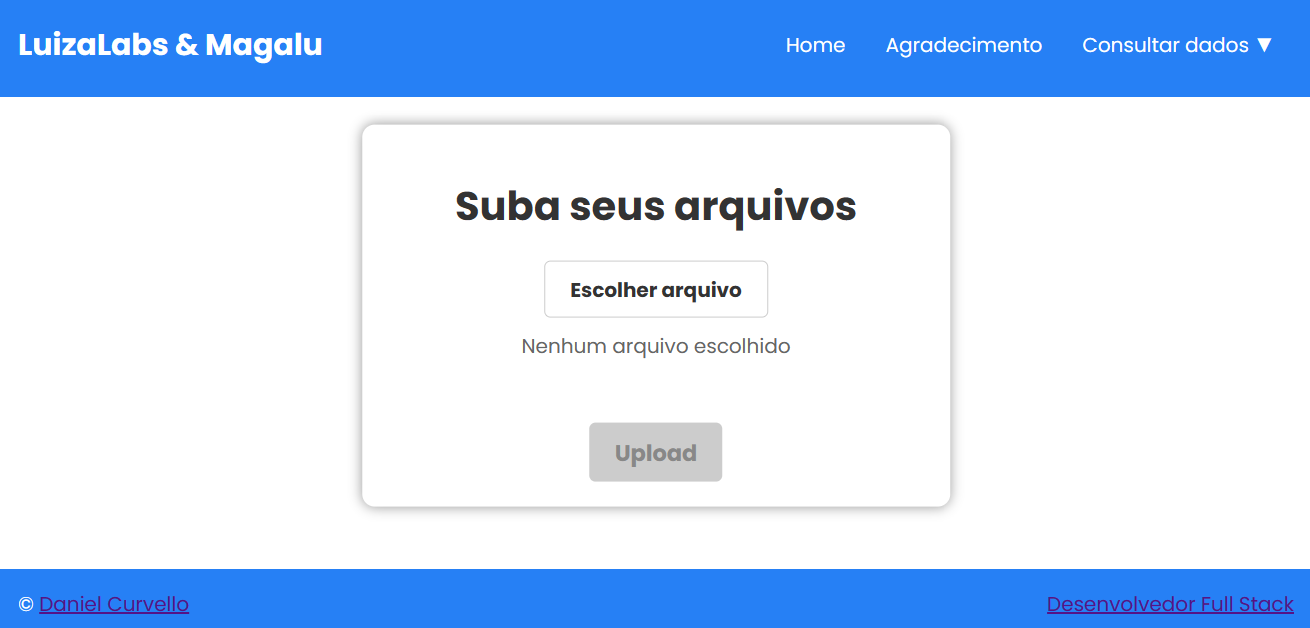 LuizaLabs & Magalu
Home
Agradecimento
Consultar dados ▼
Suba seus arquivos
Escolher arquivo
Nenhum arquivo escolhido
Upload
© Daniel Curvello
Desenvolvedor Full Stack